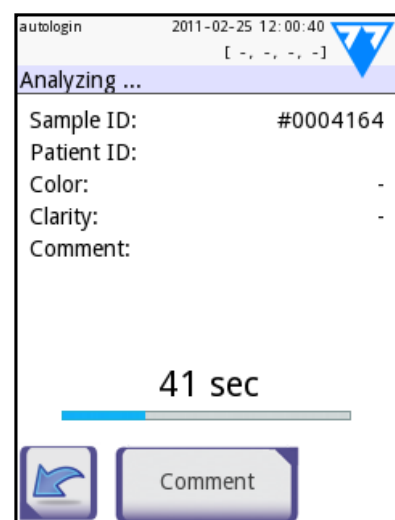 autologin 2011-02-25 12:00:40
[ -, -, -, -]
Analyzing ...
Sample ID: #0004164
Patient ID:
Color: -
Clarity: -
Comment:
41 sec
Comment